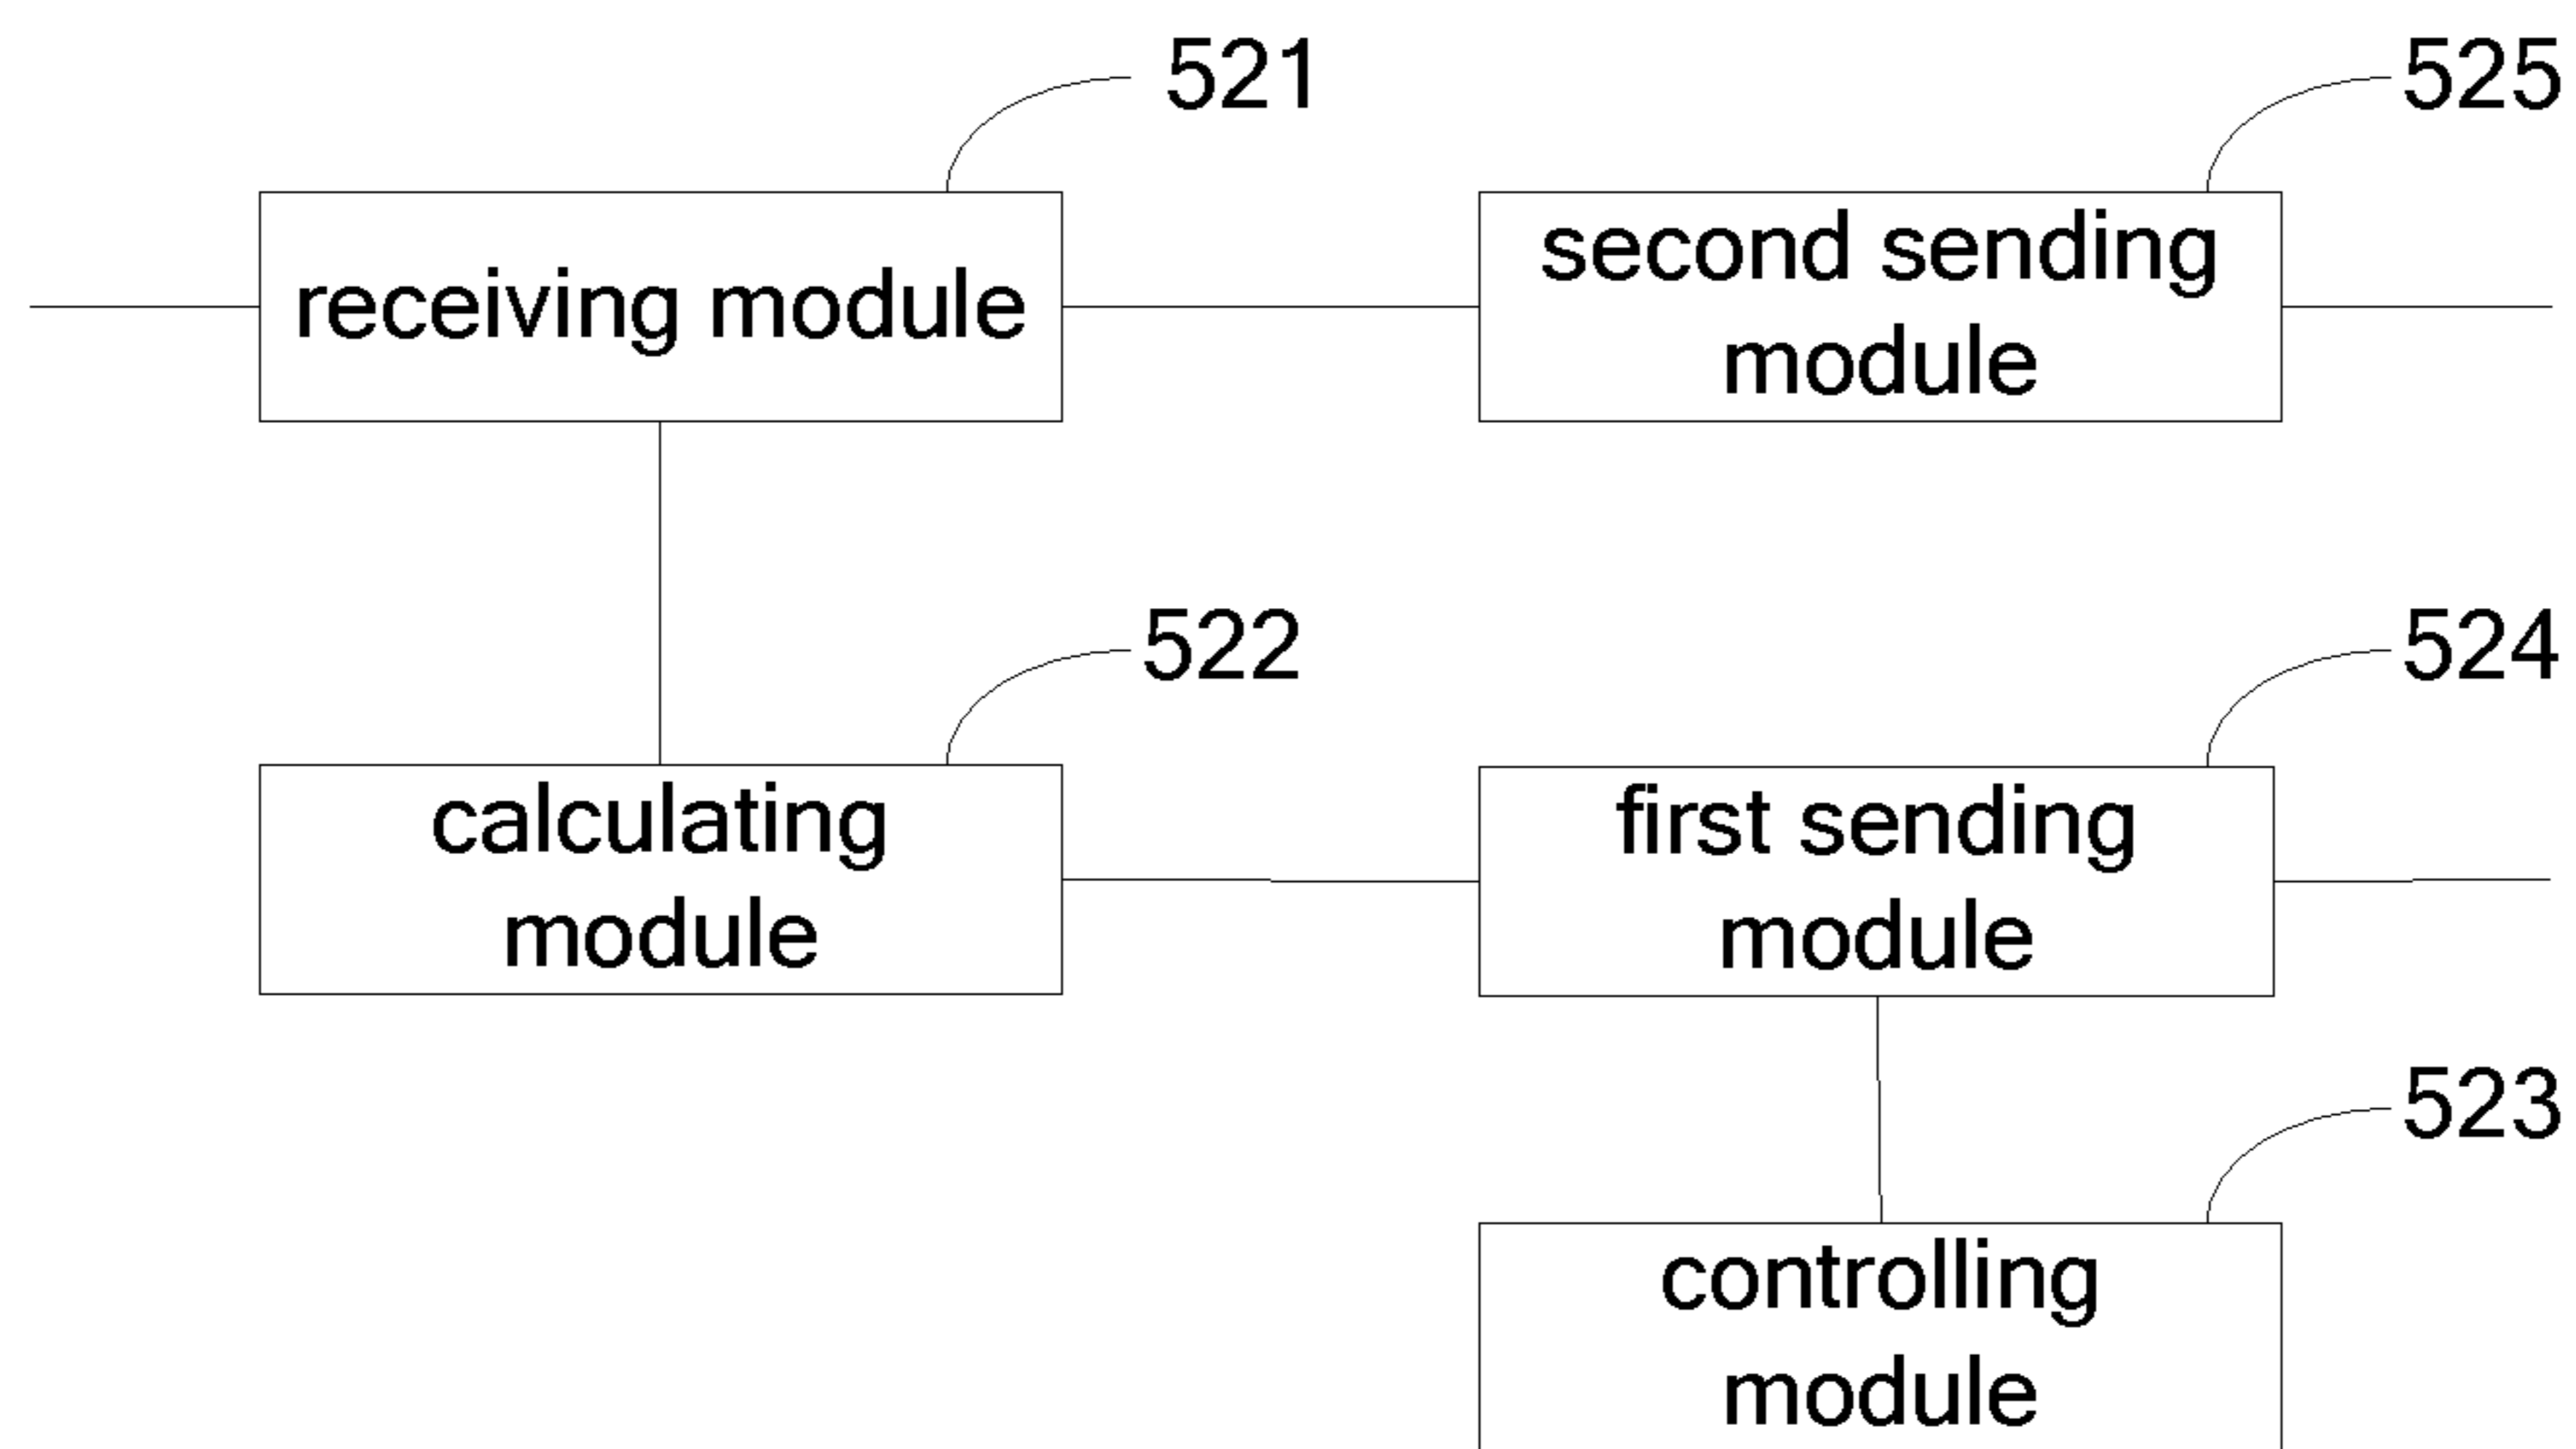 521
525
receiving module
second sending
module
522
524
calculating
module
first sending
module
523
controlling
module